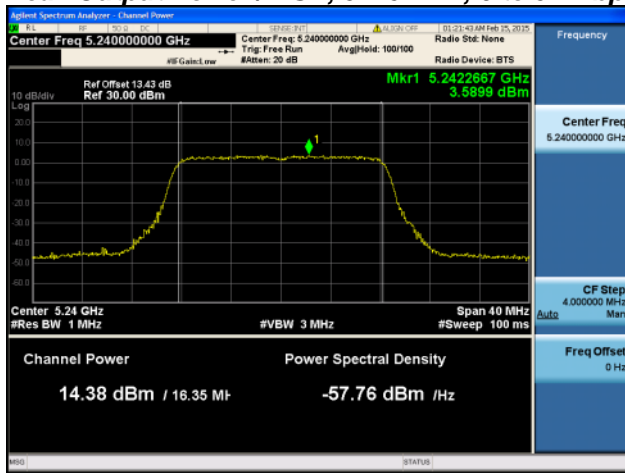 Agilent Spectrum Analyzer - Channel Power
RL RF 50 Ω DC SENSE:INT ALIGN OFF 01:21:43 AM Feb 15, 2015
Center Freq 5.240000000 GHz
Center Freq: 5.240000000 GHz
Radio Std: None
Trig: Free Run Avg|Hold: 100/100
#IFGain:Low #Atten: 20 dB Radio Device: BTS
Frequency
Ref Offset 13.43 dB
10 dB/div Ref 30.00 dBm
Mkr1 5.2422667 GHz
3.5899 dBm
Log
20.0
10.0
0.00
-10.0
-20.0
-30.0
-40.0
-50.0
-60.0
1
Center Freq
5.240000000 GHz
Center 5.24 GHz Span 40 MHz
#Res BW 1 MHz #VBW 3 MHz #Sweep 100 ms
CF Step
4.000000 MHz
Auto Man
Channel Power Power Spectral Density
14.38 dBm / 16.35 MH -57.76 dBm /Hz
Freq Offset
0 Hz
MSG STATUS